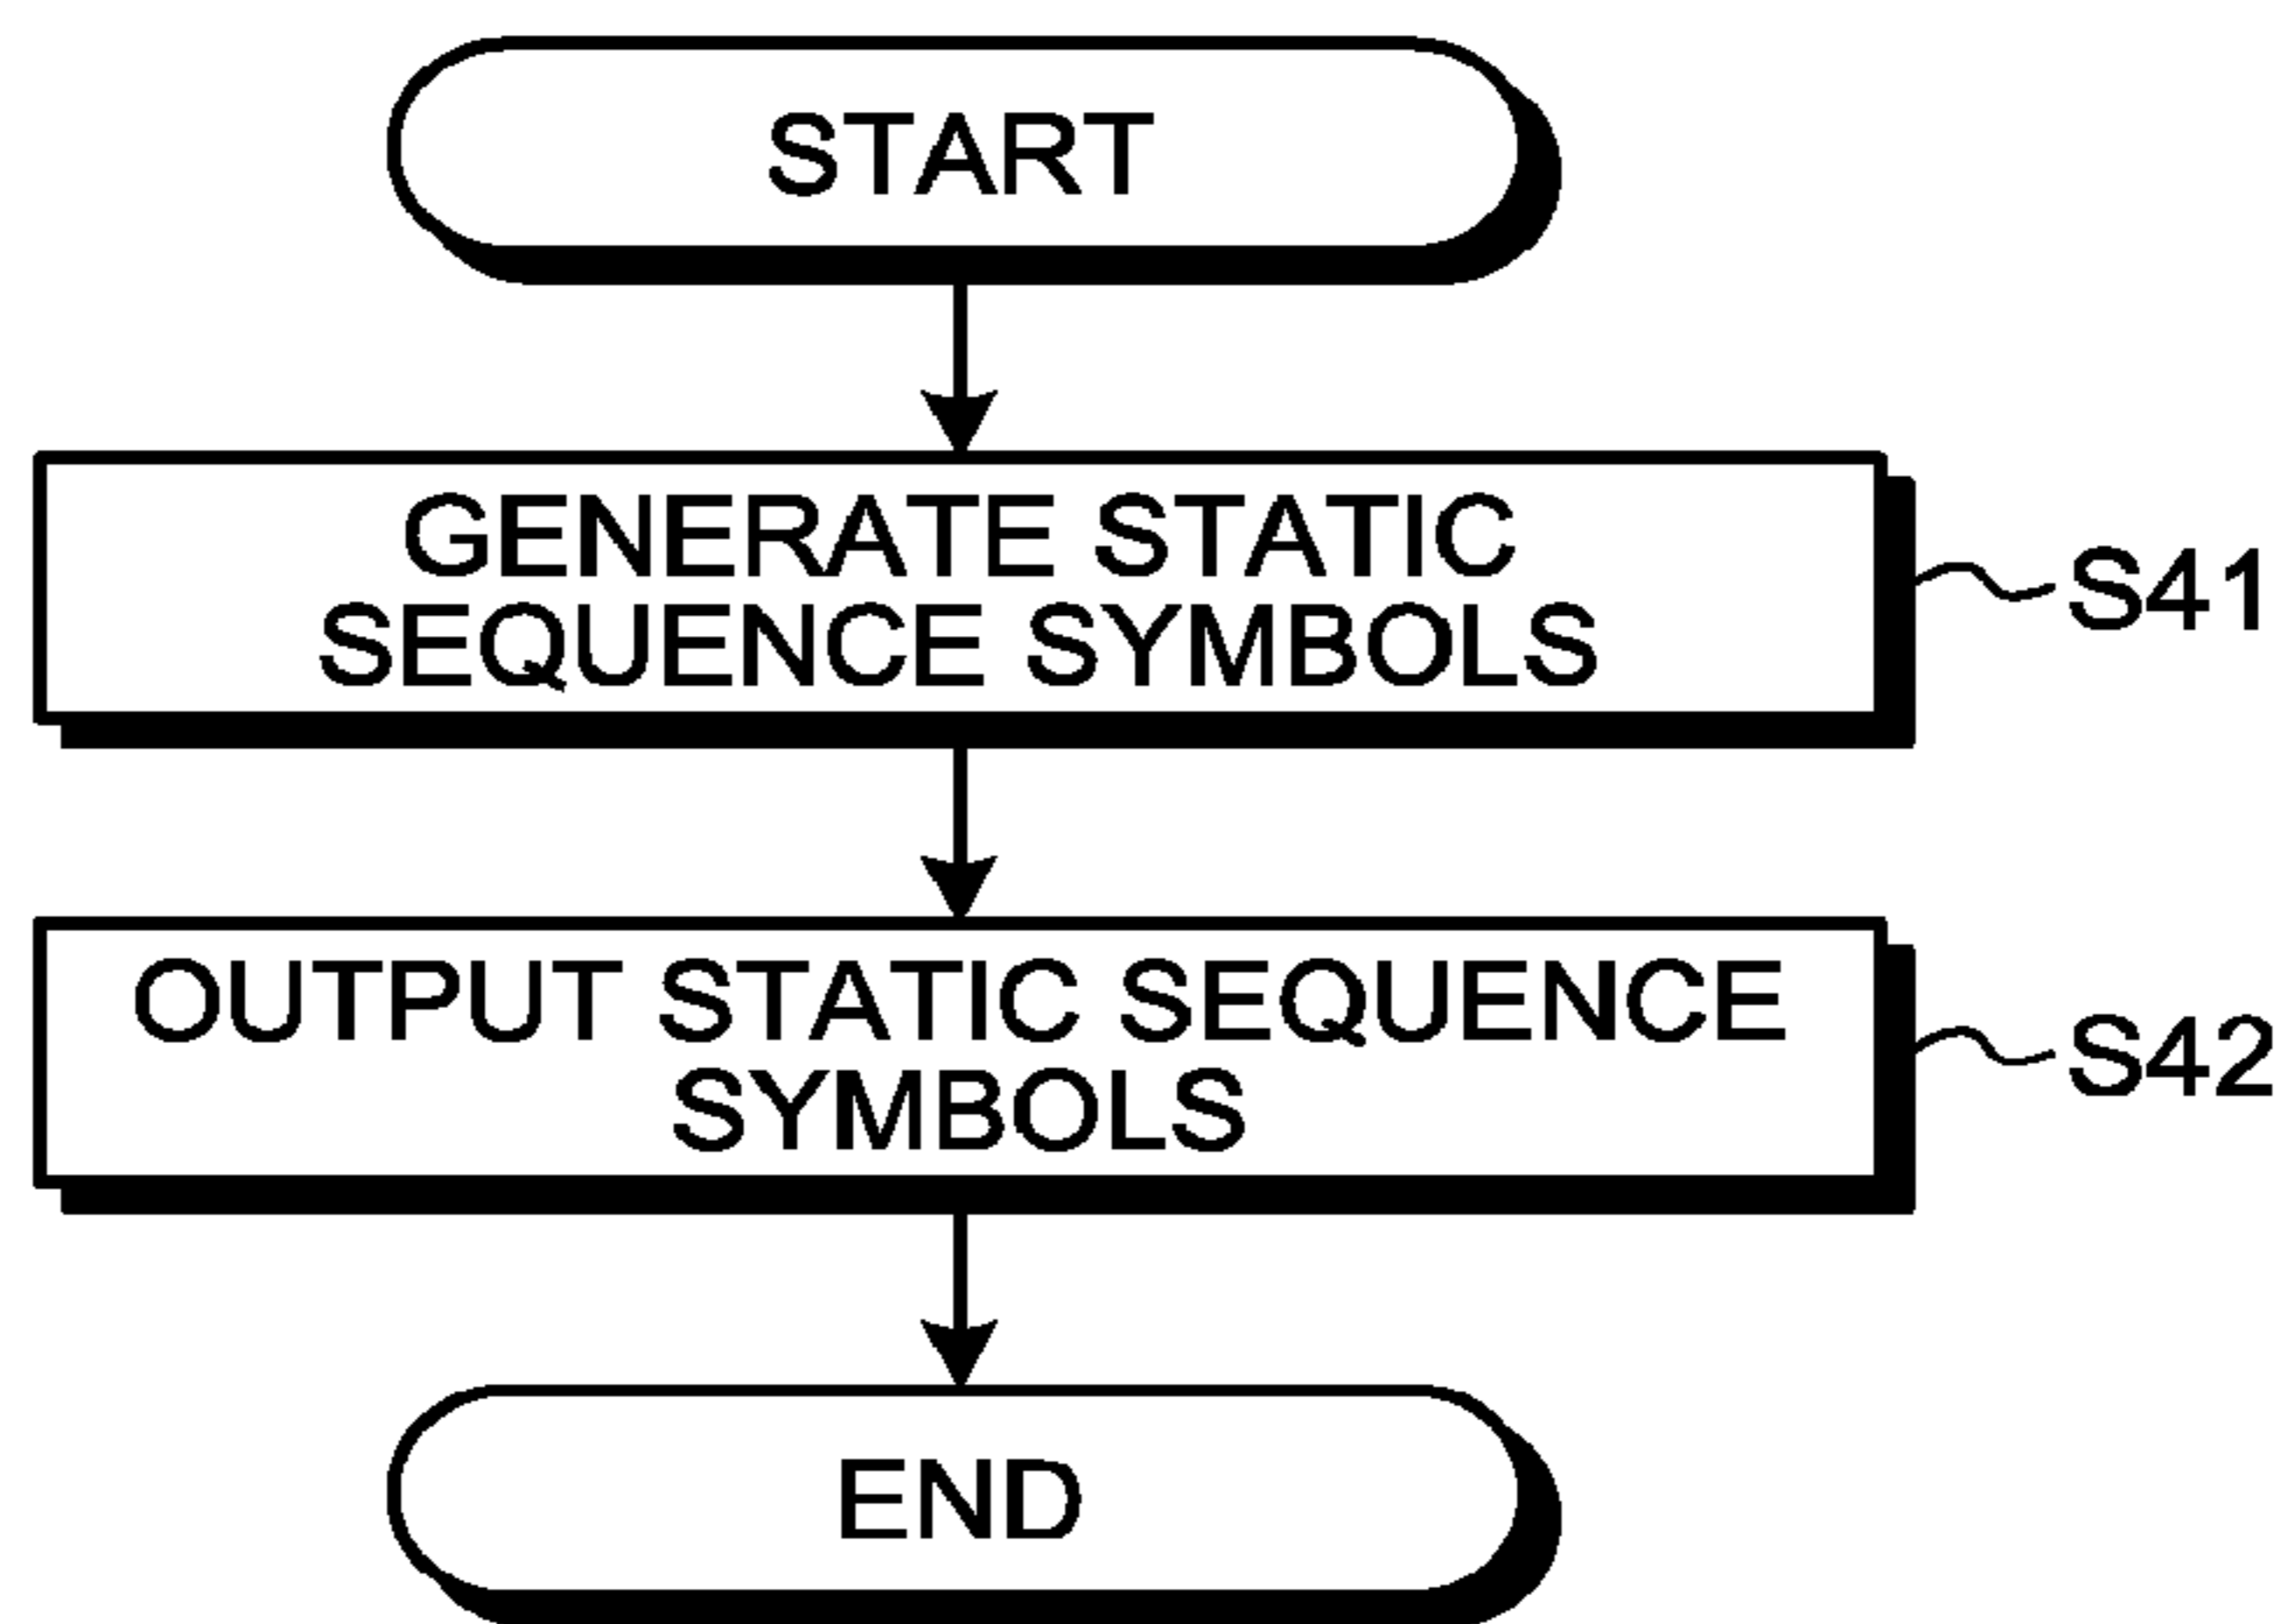 START
GENERATE STATIC
SEQUENCE SYMBOLS
S41
OUTPUT STATIC SEQUENCE
SYMBOLS
S42
END